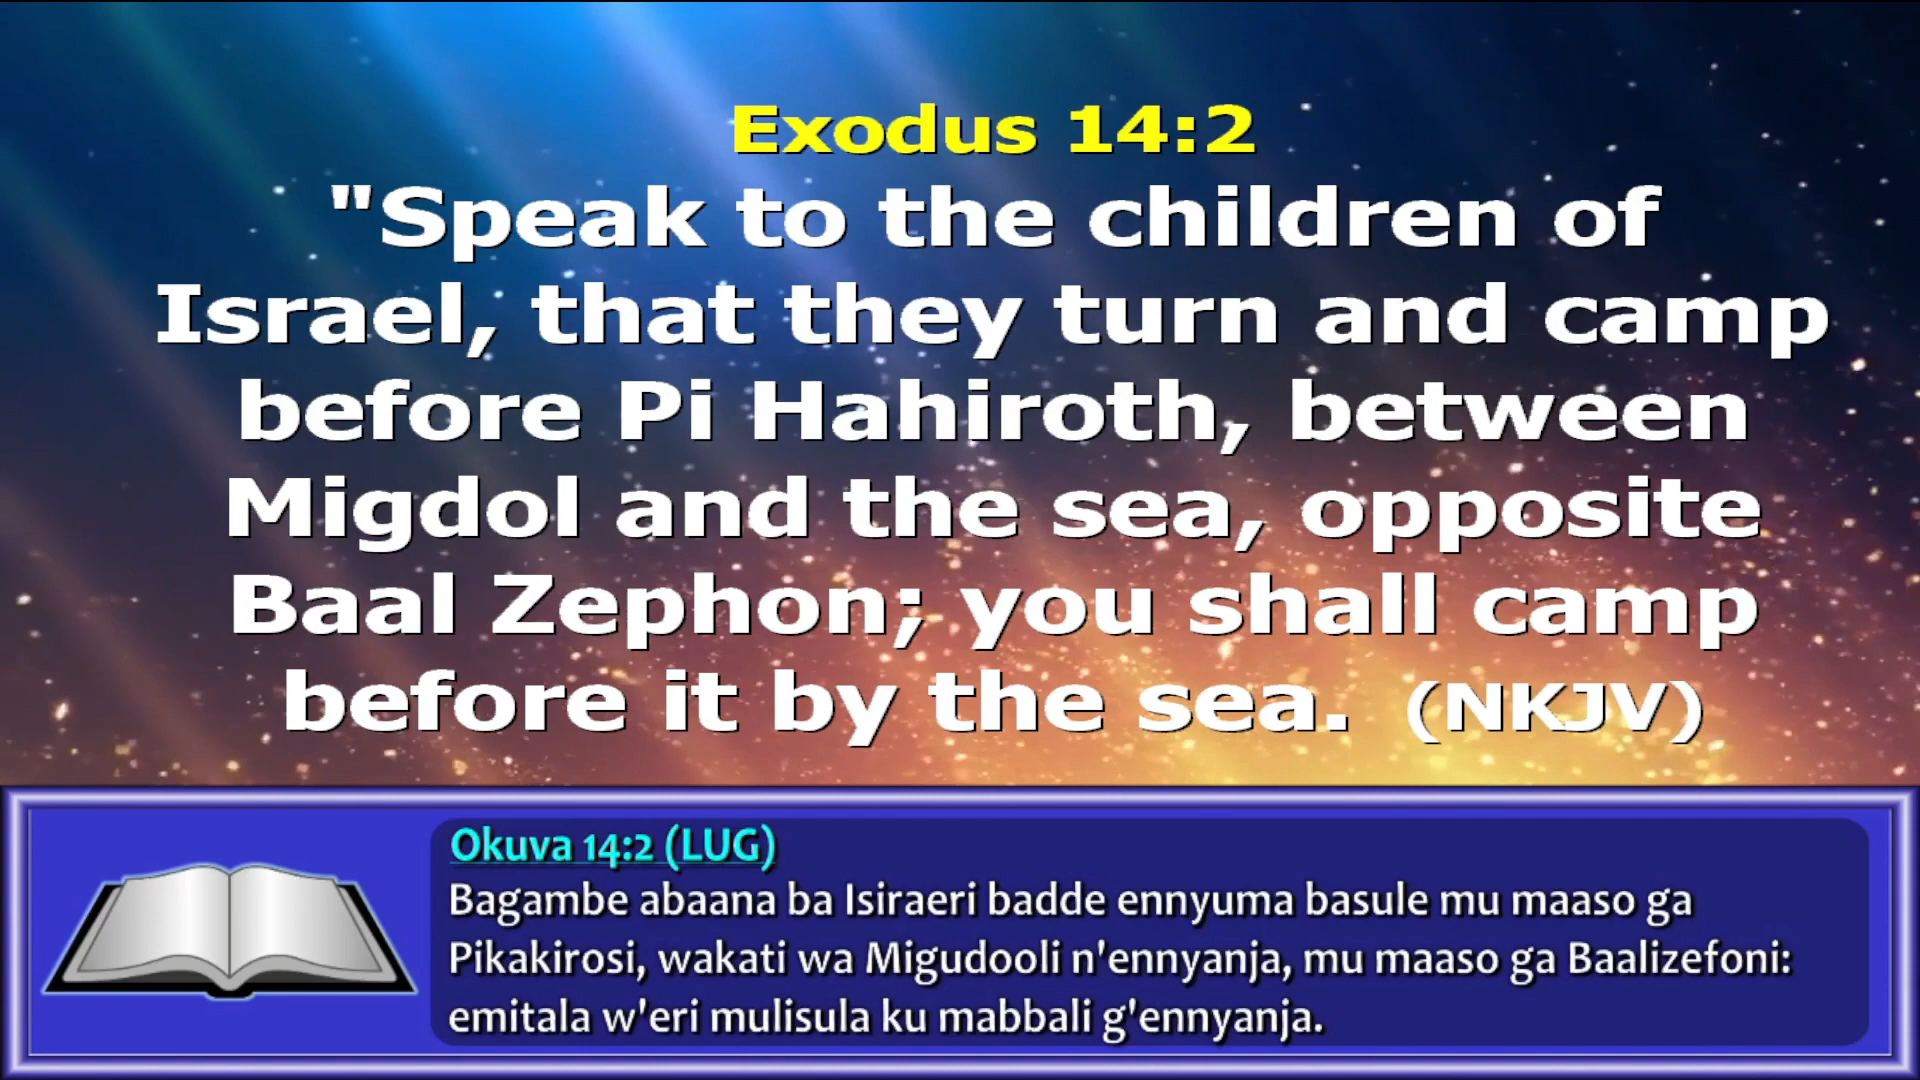 Exodus 14:2
"Speak to the children of
Israel, that they turn and camp
before Pi Hahiroth, between
Migdol and the sea, opposite
Baal Zephon; you shall camp
before it by the sea. (NKJV)
Okuva 14:2 (LUG)
Bagambe abaana ba Isiraeri badde ennyuma basule mu maaso ga
Pikakirosi, wakati wa Migudooli n'ennyanja, mu maaso ga Baalizefoni:
emitala w'eri mulisula ku mabbali g'ennyanja.